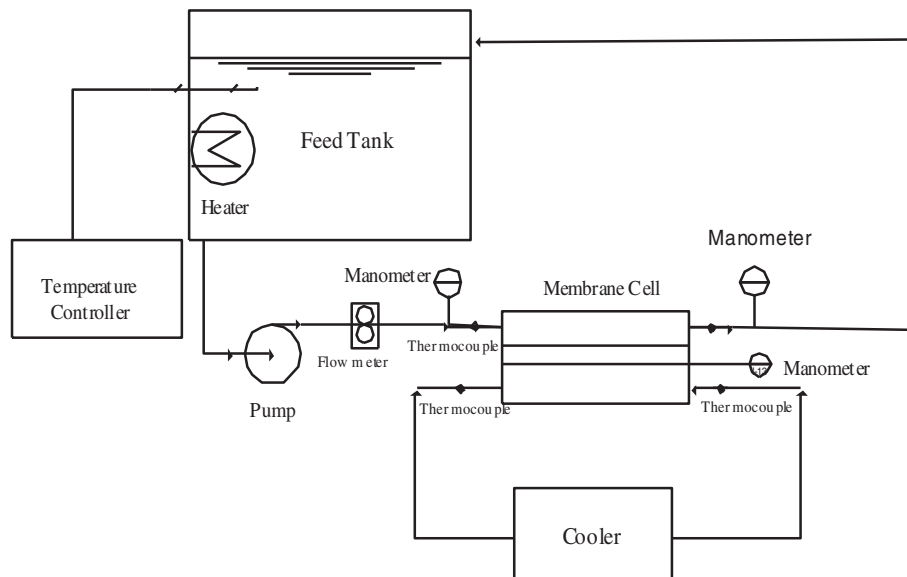 Feed Tank
Heater
Temperature
Controller
Manometer
Membrane Cell
Manometer
Thermocouple
Flow meter
Manometer
Pump
Thermocouple
Thermocouple
Cooler